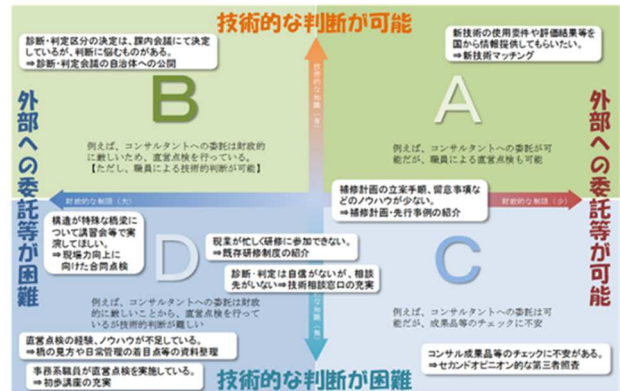 技術的な判断が可能
診断・判定区分の決定は、課内会議にて決定
しているが、判断に悩むものがある。
⇒診断・判定会議の自治体への公開
新技術の使用要件や評価結果等を
国から情報提供してもらいたい。
⇒新技術マッチング
B
A
技術的な知識（有）
外部への委託等が困難
外部への委託等が可能
例えば、コンサルタントへの委託は財政的
に厳しいため、直営点検を行っている。
【ただし、職員による技術的判断が可能】
例えば、コンサルタントへの委託が可
能だが、職員による直営点検も可能
財政的な制限（大）
財政的な制限（少）
補修計画の立案手順、留意事項な
どのノウハウが少ない。
⇒補修計画・先行事例の紹介
構造が特殊な橋梁に
ついて講習会等で実
演してほしい。
⇒現場力向上に
向けた合同点検
D
現業が忙しく研修に参加できない。
⇒既存研修制度の紹介
C
診断・判定は自信がないが、相談
先がいない⇒技術相談窓口の充実
例えば、コンサルタントへの委託は財政
的に厳しいことから、直営点検を行って
いるが技術的判断が難しい
例えば、コンサルタントへの委託は可
能だが、成果品等のチェックに不安
直営点検の経験、ノウハウが不足している。
⇒橋の見方や日常管理の着目点等の資料整理
コンサル成果品等のチェックに不安がある。
⇒セカンドオピニオン的な第三者照査
事務系職員が直営点検を実施している。
⇒初歩講座の充実
技術的な判断が困難